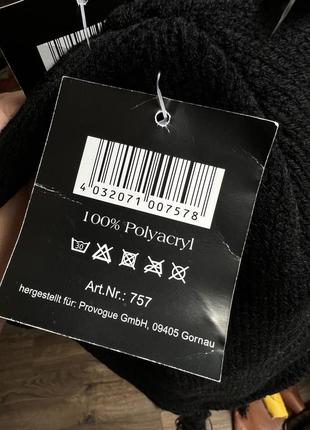 4 032071 007578
100% Polyacryl
30
Art.Nr.: 757
hergestellt für: Provogue GmbH, 09405 Gornau